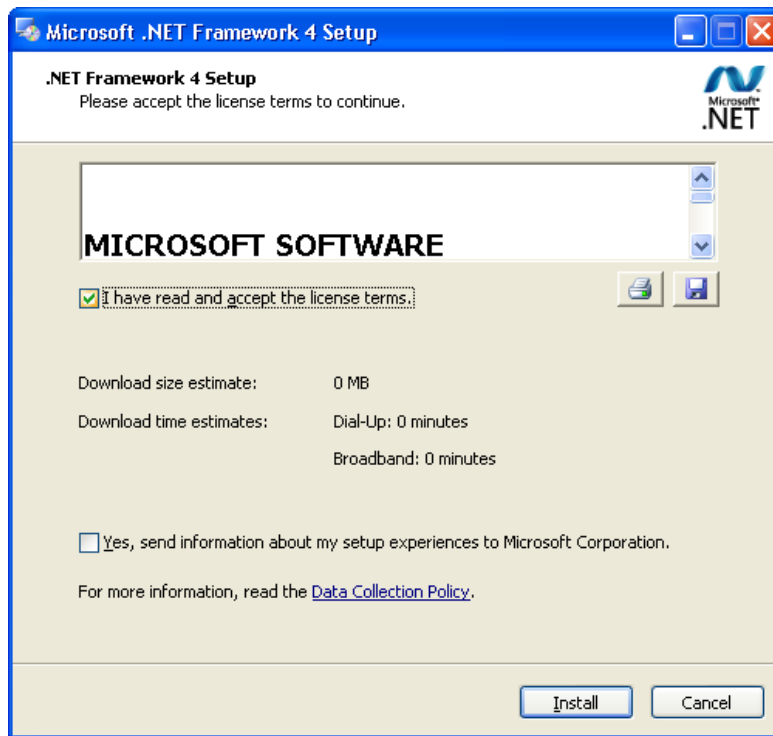 Microsoft .NET Framework 4 Setup
.NET Framework 4 Setup
Please accept the license terms to continue.
Microsoft®
.NET
MICROSOFT SOFTWARE
I have read and accept the license terms.
Download size estimate: 0 MB
Download time estimates: Dial-Up: 0 minutes
Broadband: 0 minutes
Yes, send information about my setup experiences to Microsoft Corporation.
For more information, read the Data Collection Policy.
Install Cancel